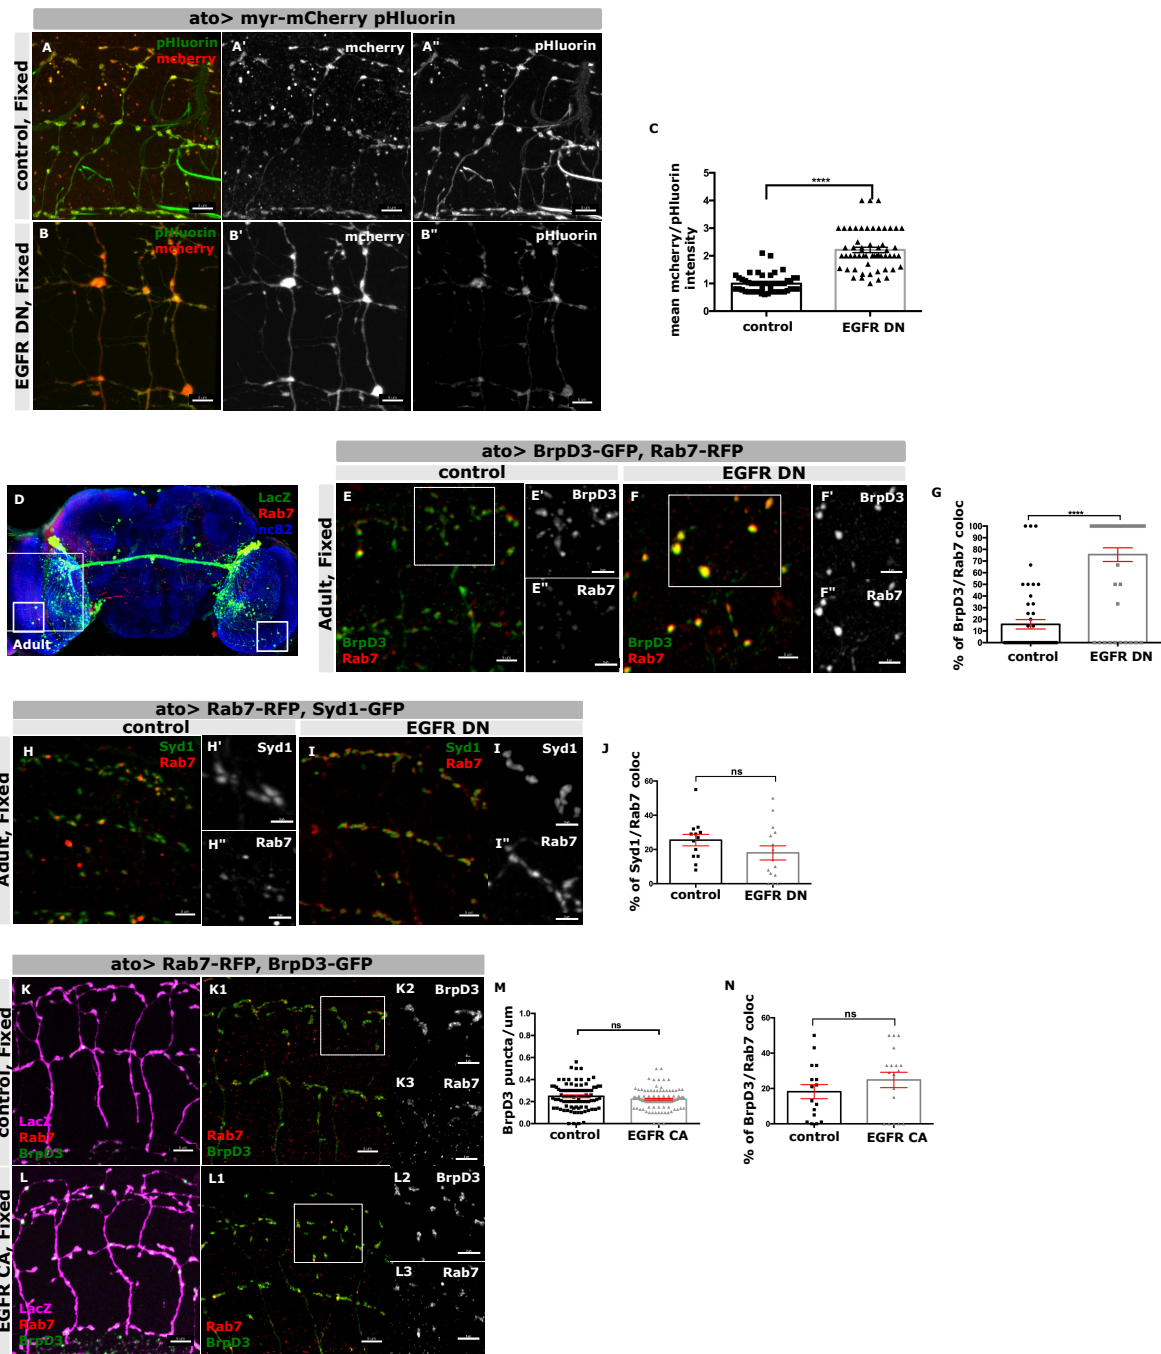 ato> myr-mCherry pHluorin
control, Fixed
A
pHluorin
mcherry
A'
mcherry
A"
pHluorin
EGFR DN, Fixed
B
pHluorin
mcherry
B'
mcherry
B"
pHluorin
C
mean mcherry/pHluorin
intensity
5
4
3
2
1
0
****
control
EGFR DN
D
LacZ
Rab7
nc82
Adult
ato> BrpD3-GFP, Rab7-RFP
control
EGFR DN
Adult, Fixed
E
BrpD3
Rab7
E'
BrpD3
E"
Rab7
F
BrpD3
Rab7
F'
BrpD3
F"
Rab7
G
% of BrpD3/Rab7 coloc
100
90
80
70
60
50
40
30
20
10
0
****
control
EGFR DN
ato> Rab7-RFP, Syd1-GFP
control
EGFR DN
Adult, Fixed
H
Syd1
Rab7
H'
Syd1
H"
Rab7
I
Syd1
Rab7
I
Syd1
I"
Rab7
J
% of Syd1/Rab7 coloc
60
40
20
0
ns
control
EGFR DN
ato> Rab7-RFP, BrpD3-GFP
control, Fixed
K
LacZ
Rab7
BrpD3
K1
Rab7
BrpD3
K2
BrpD3
K3
Rab7
EGFR CA, Fixed
L
LacZ
Rab7
BrpD3
L1
Rab7
BrpD3
L2
BrpD3
L3
Rab7
M
BrpD3 puncta/um
1.0
0.8
0.6
0.4
0.2
0.0
ns
control
EGFR CA
N
% of BrpD3/Rab7 coloc
60
40
20
0
ns
control
EGFR CA